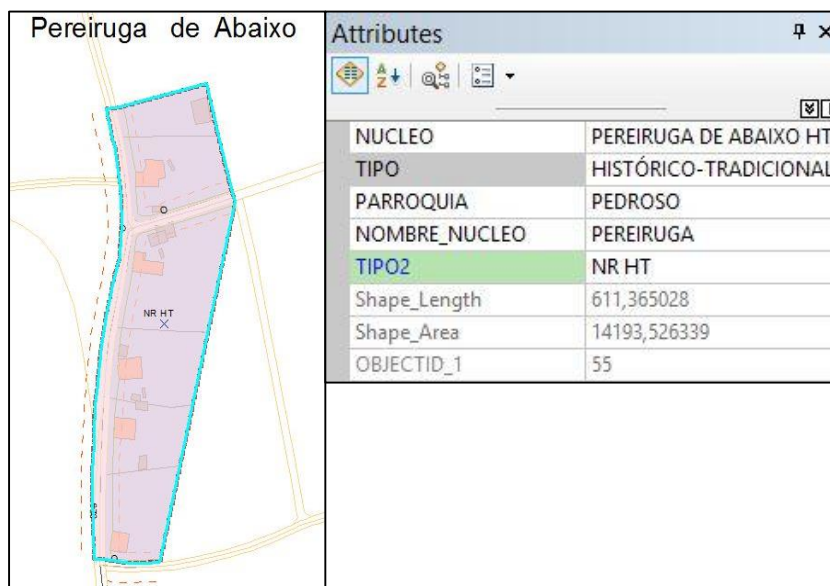 Pereiruga de Abaixo
NR HT
Attributes
NUCLEO PEREIRUGA DE ABAIXO HT
TIPO HISTÓRICO-TRADICIONAL
PARROQUIA PEDROSO
NOMBRE_NUCLEO PEREIRUGA
TIPO2 NR HT
Shape_Length 611,365028
Shape_Area 14193,526339
OBJECTID_1 55